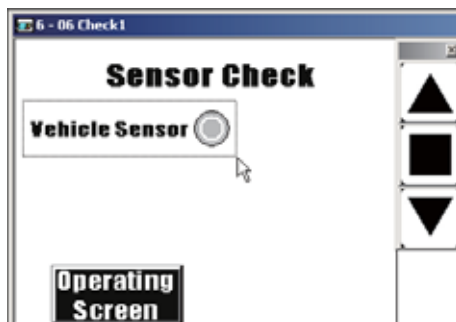 6 - 06 Check1
Sensor Check
Vehicle Sensor
Operating
Screen